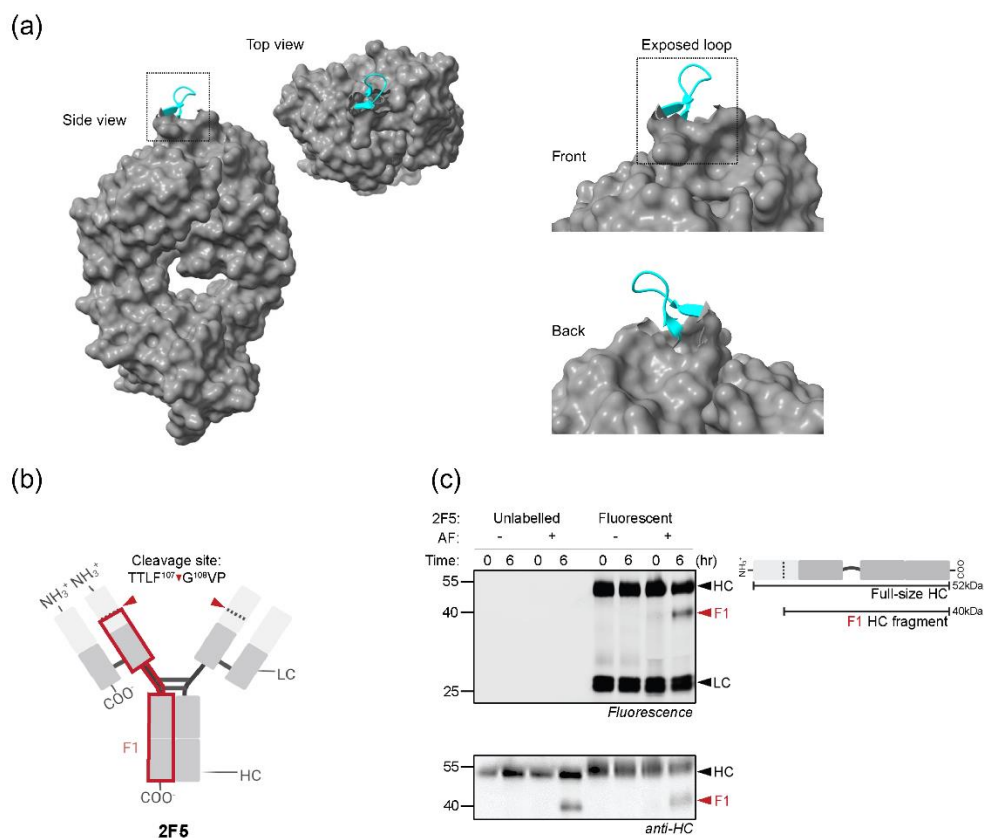 (a)
Top view
Side view
Exposed loop
Front
Back
(b)
Cleavage site:
TTLF¹⁰⁷▼G¹⁰⁸VP
NH₃⁺
NH₃⁺
COO⁻
LC
F1
HC
COO⁻
2F5
(c)
2F5: Unlabelled Fluorescent
AF: - + - +
Time: 0 6 0 6 0 6 0 6 (hr)
55
40
25
HC
F1
LC
Fluorescence
55
40
HC
F1
anti-HC
NH₃⁺
COO⁻
Full-size HC
52kDa
40kDa
F1 HC fragment